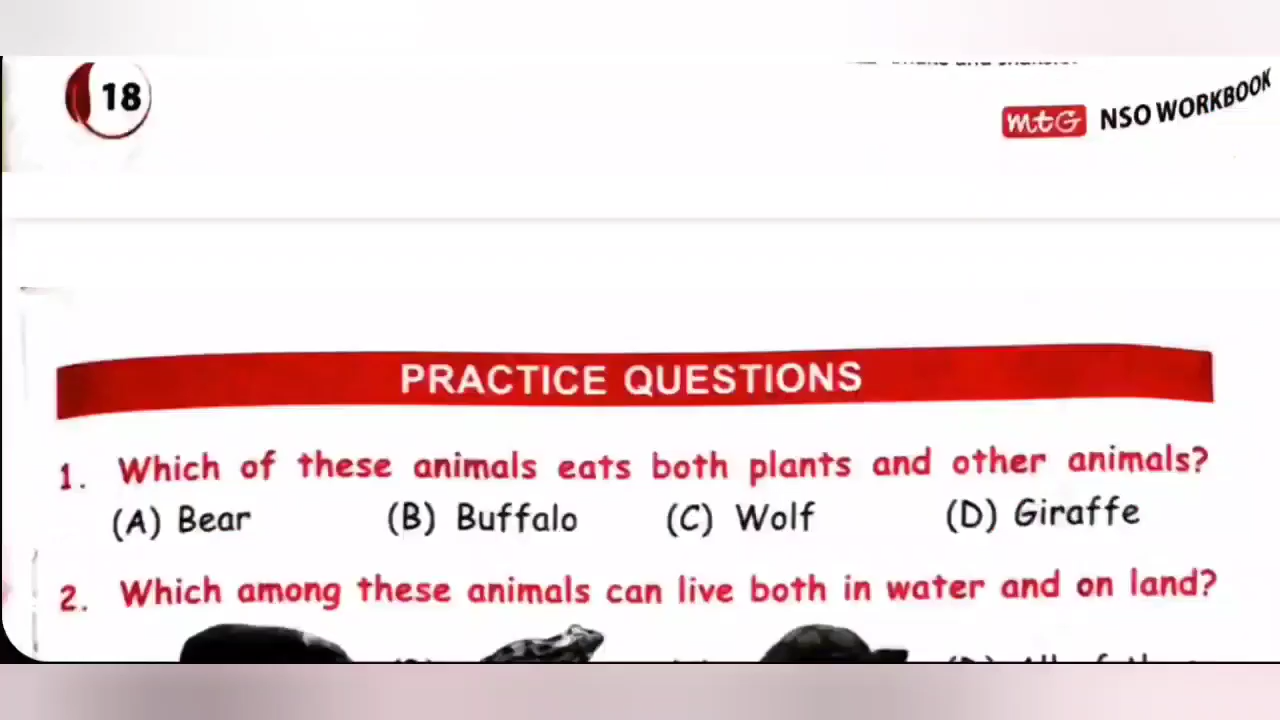 18
mtG NSO WORKBOOK
PRACTICE QUESTIONS
1. Which of these animals eats both plants and other animals?
(A) Bear (B) Buffalo (C) Wolf (D) Giraffe
2. Which among these animals can live both in water and on land?